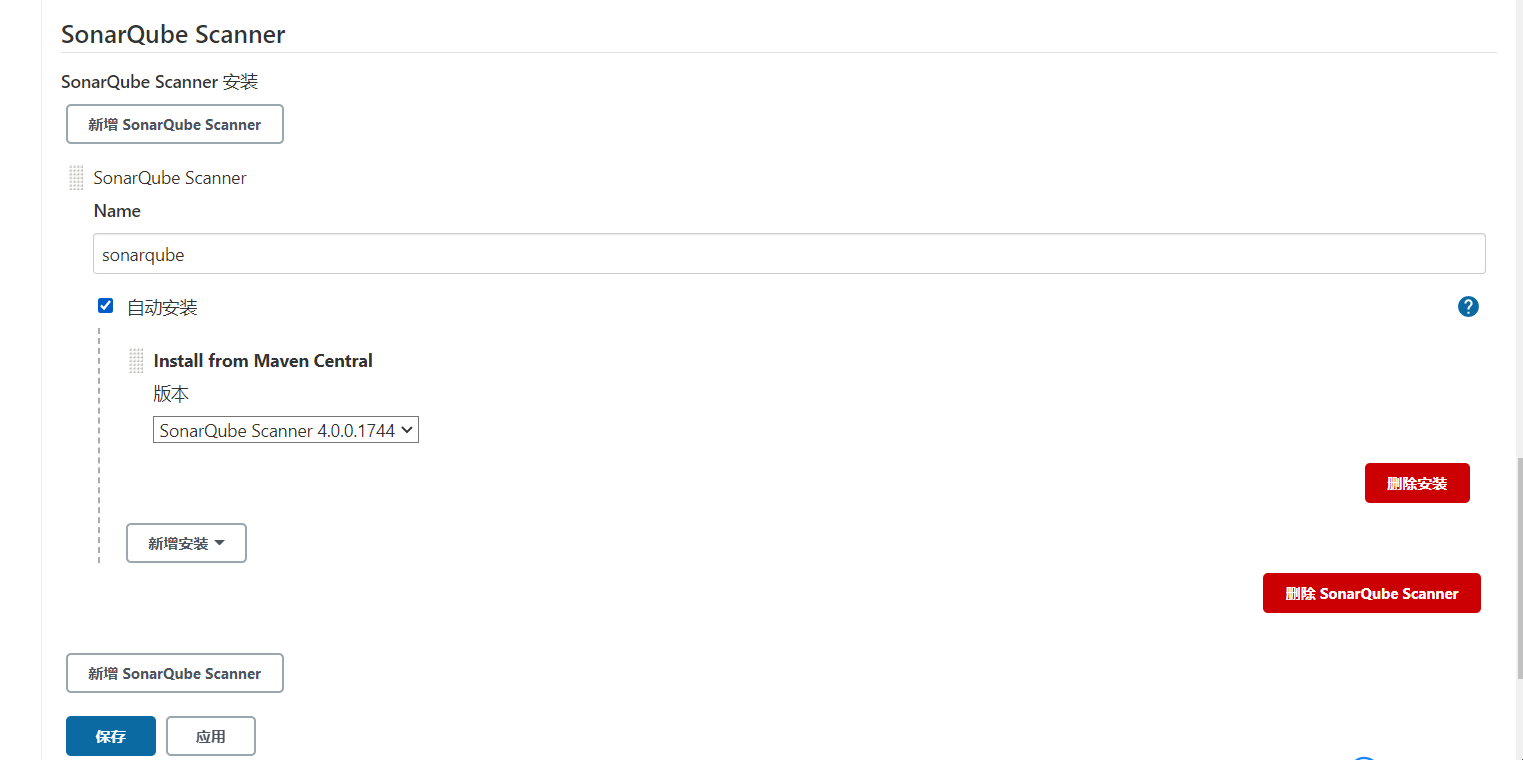 SonarQube Scanner
SonarQube Scanner 安装
新增 SonarQube Scanner
SonarQube Scanner
Name
sonarqube
自动安装
?
Install from Maven Central
版本
SonarQube Scanner 4.0.0.1744
删除安装
新增安装
删除 SonarQube Scanner
新增 SonarQube Scanner
保存 应用